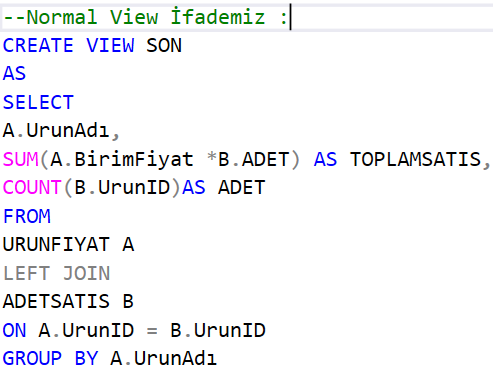 --Normal View İfademiz :
CREATE VIEW SON
AS
SELECT
A.UrunAdı,
SUM(A.BirimFiyat *B.ADET) AS TOPLAMSATIS,
COUNT(B.UrunID)AS ADET
FROM
URUNFIYAT A
LEFT JOIN
ADETSATIS B
ON A.UrunID = B.UrunID
GROUP BY A.UrunAdı